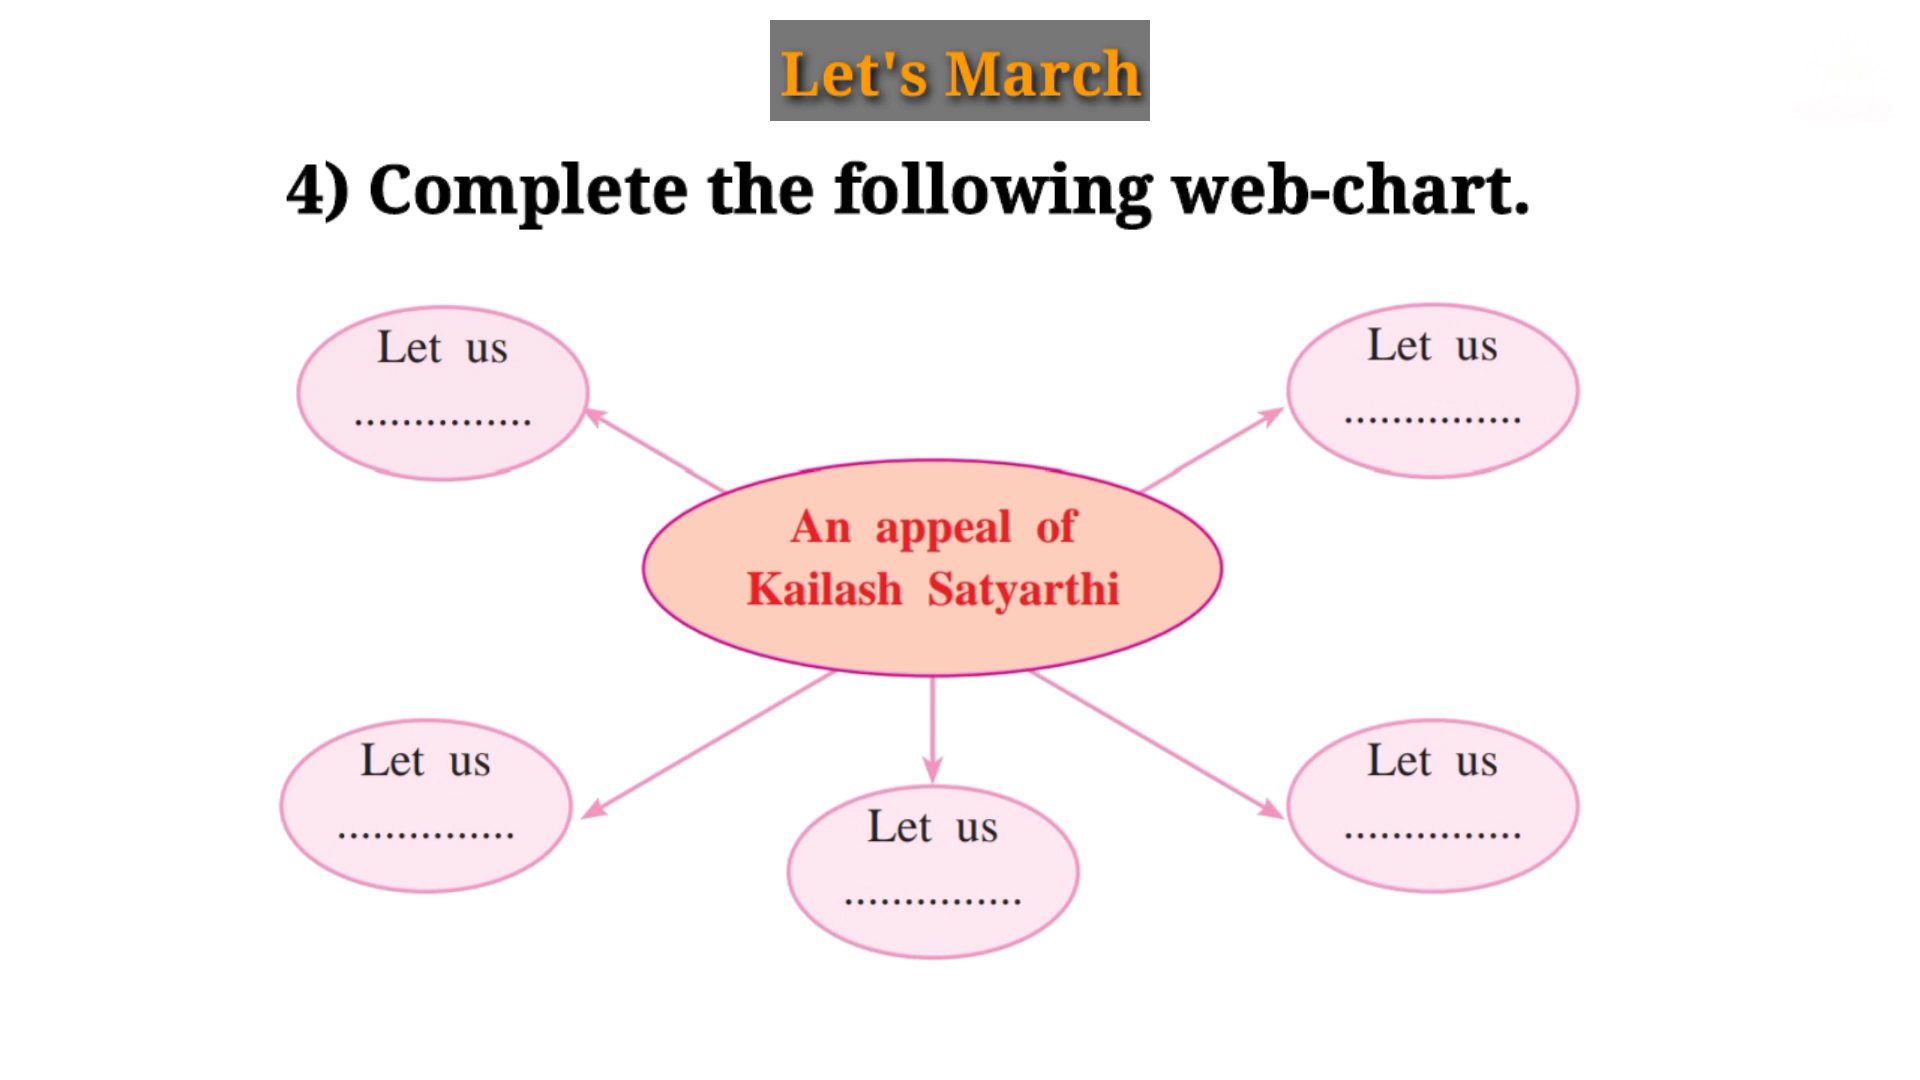 Let's March
4) Complete the following web-chart.
Let us
...............
Let us
...............
An appeal of
Kailash Satyarthi
Let us
...............
Let us
...............
Let us
...............